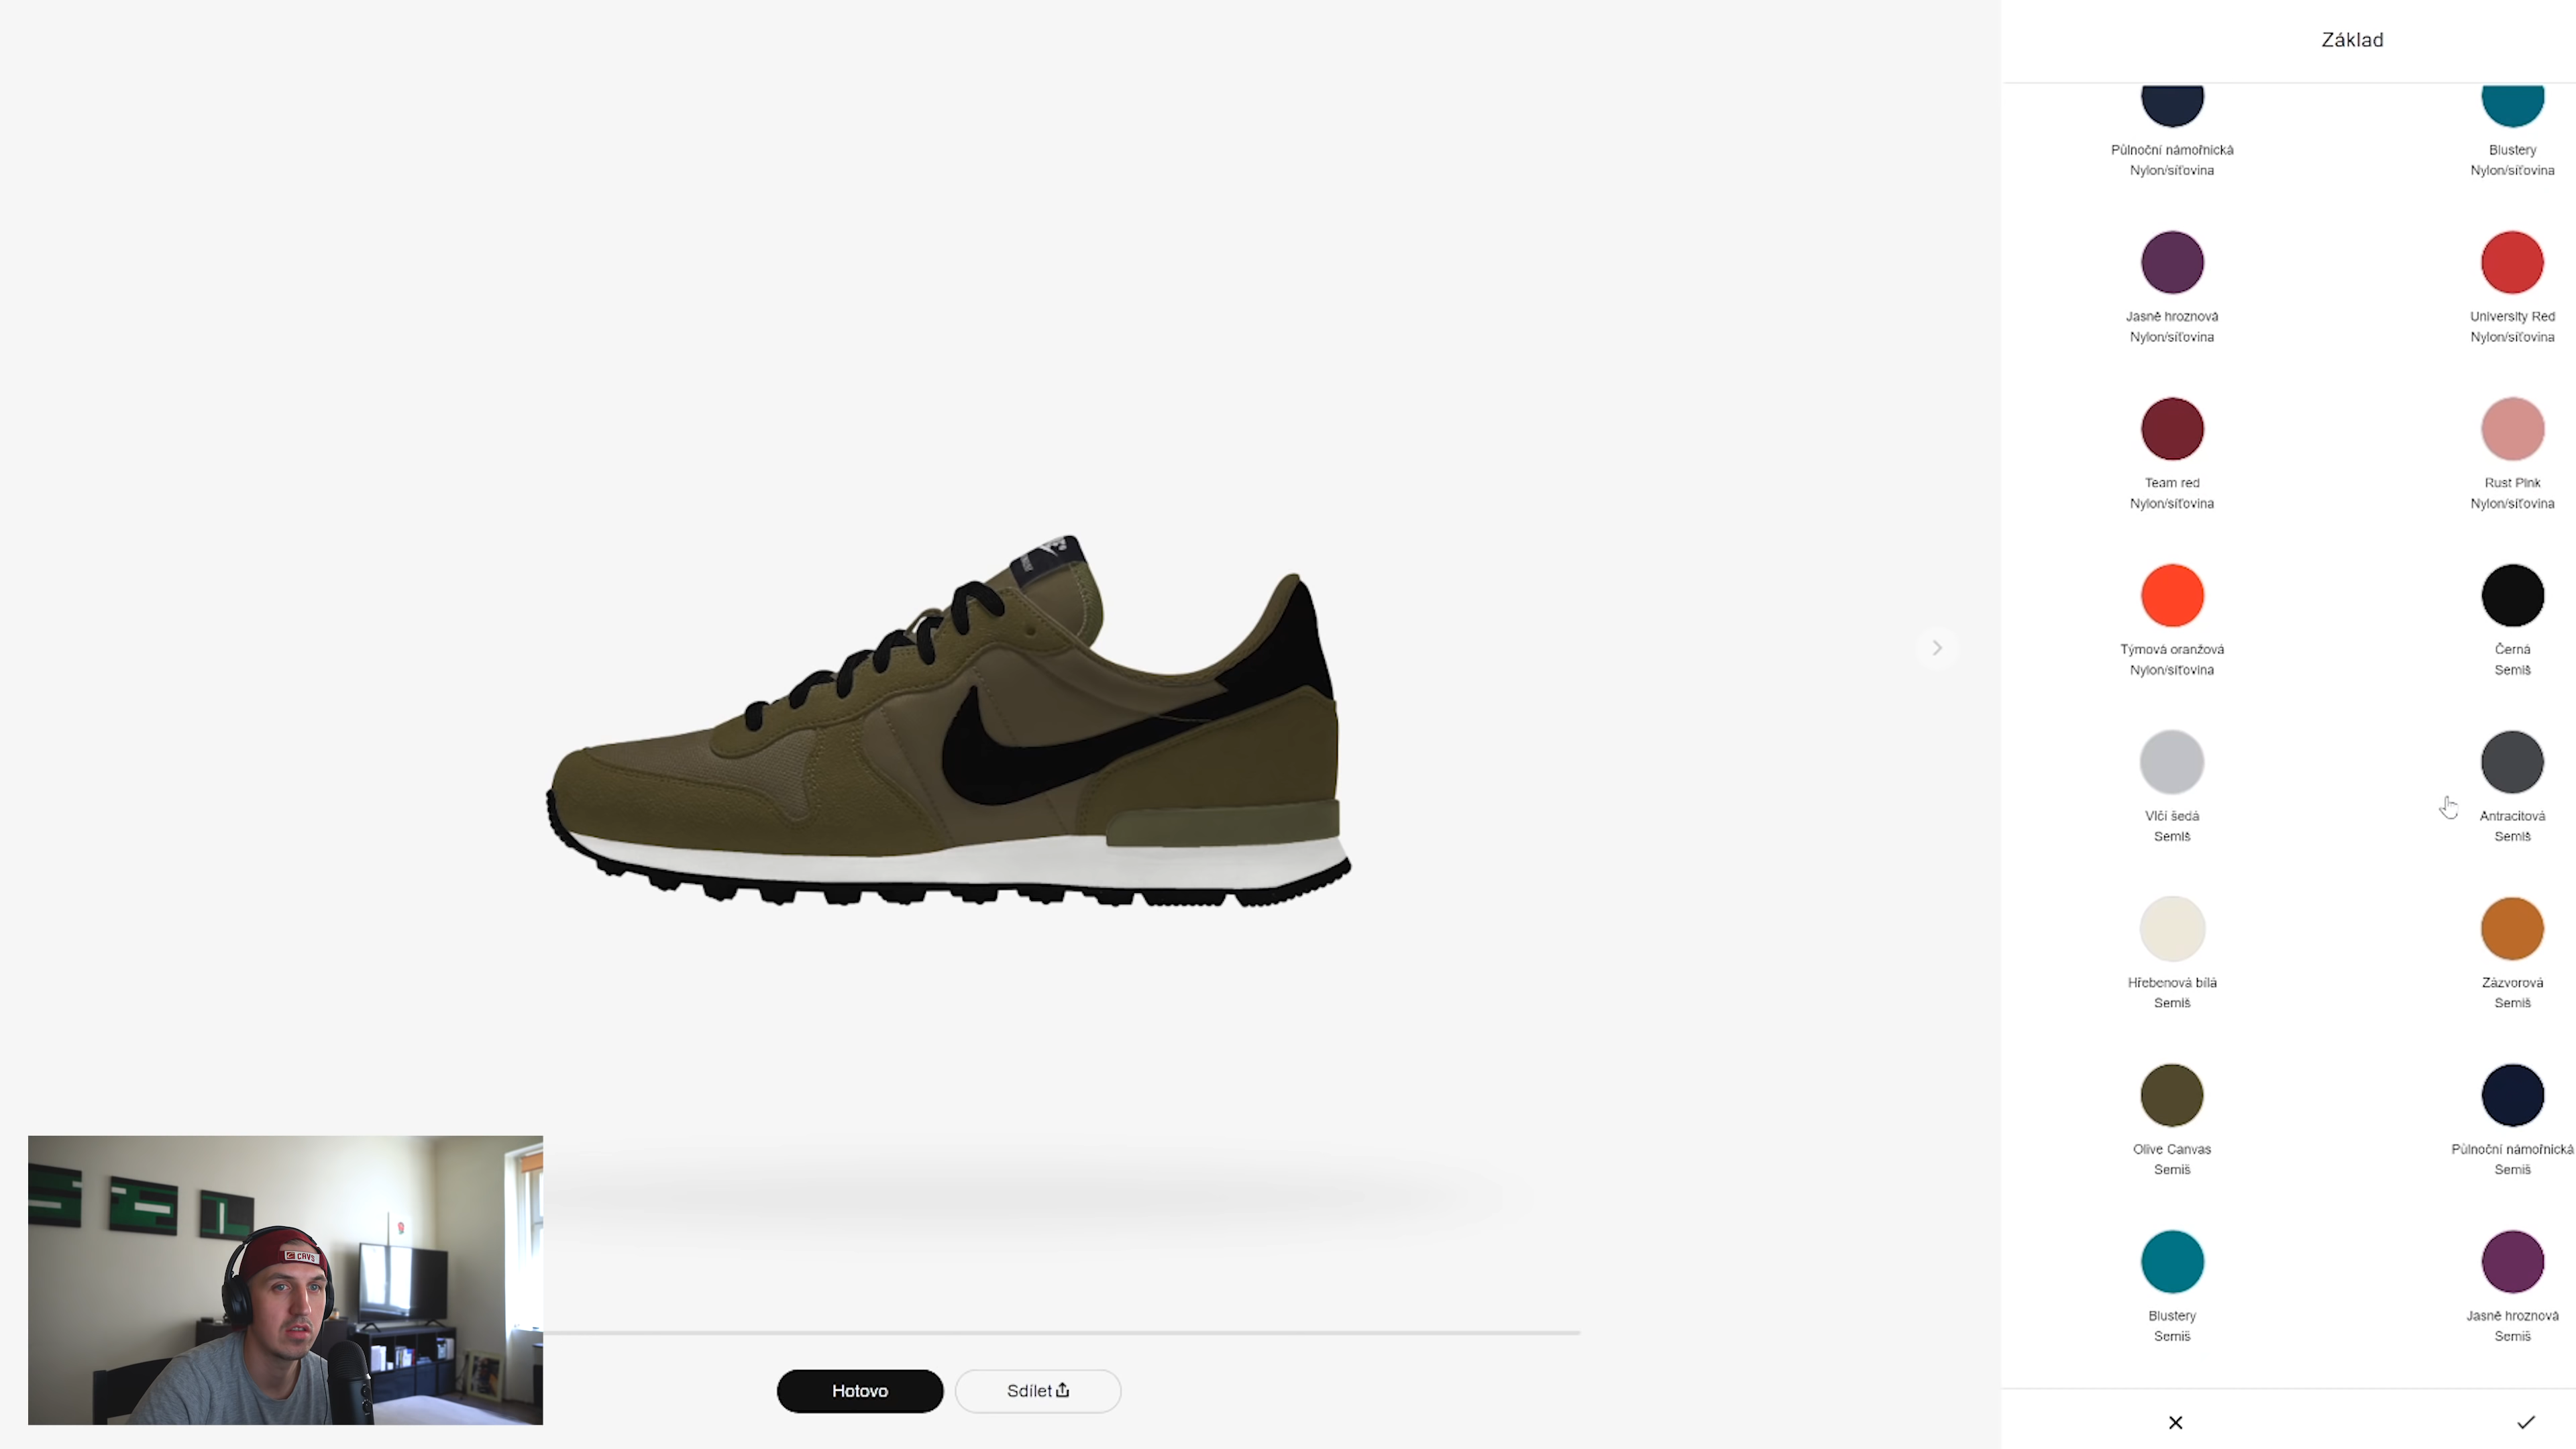 Základ
Půlnoční námořnická
Nylon/síťovina
Blustery
Nylon/síťovina
Jasně hroznová
Nylon/síťovina
University Red
Nylon/síťovina
Team red
Nylon/síťovina
Rust Pink
Nylon/síťovina
Týmová oranžová
Nylon/síťovina
Černá
Semiš
Vlčí šedá
Semiš
Antracitová
Semiš
Hřebenová bílá
Semiš
Zázvorová
Semiš
Olive Canvas
Semiš
Půlnoční námořnická
Semiš
Blustery
Semiš
Jasně hroznová
Semiš
Hotovo
Sdílet
CAVS